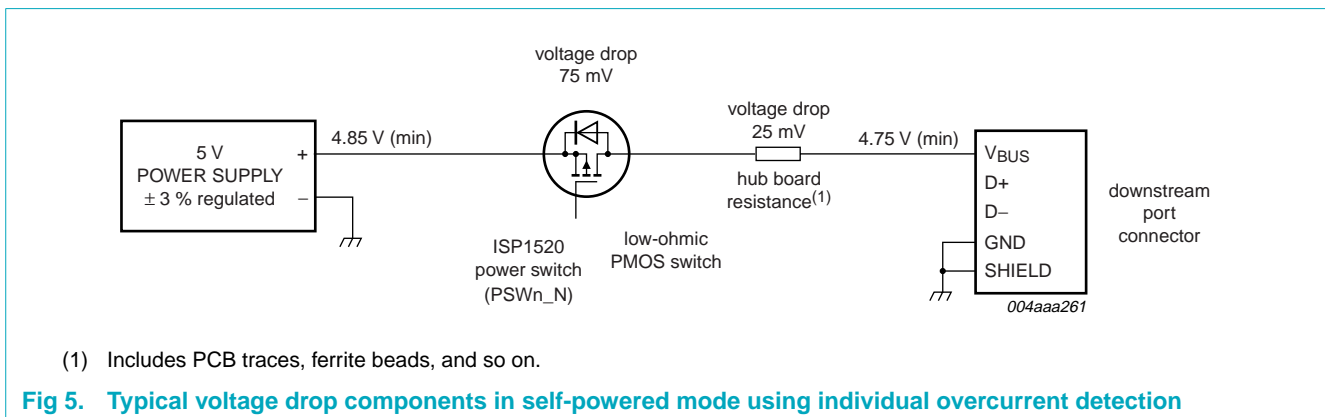 voltage drop
75 mV
voltage drop
25 mV
4.85 V (min)
4.75 V (min)
5 V
POWER SUPPLY
± 3 % regulated
+
−
hub board
resistance(1)
ISP1520
power switch
(PSWn_N)
low-ohmic
PMOS switch
VBUS
D+
D−
GND
SHIELD
downstream
port
connector
004aaa261
(1) Includes PCB traces, ferrite beads, and so on.
Fig 5. Typical voltage drop components in self-powered mode using individual overcurrent detection